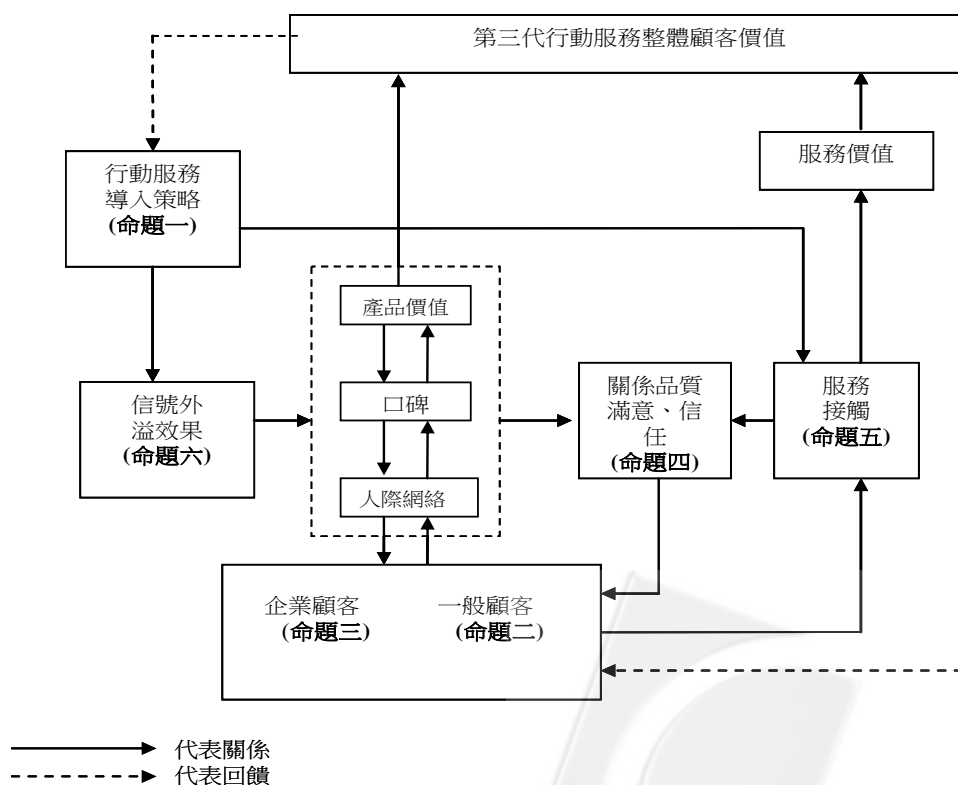 第三代行動服務整體顧客價值
服務價值
行動服務
導入策略
(命題一)
產品價值
口碑
人際網絡
信號外
溢效果
(命題六)
關係品質
滿意、信
任
(命題四)
服務
接觸
(命題五)
企業顧客
(命題三)
一般顧客
(命題二)
代表關係
代表回饋